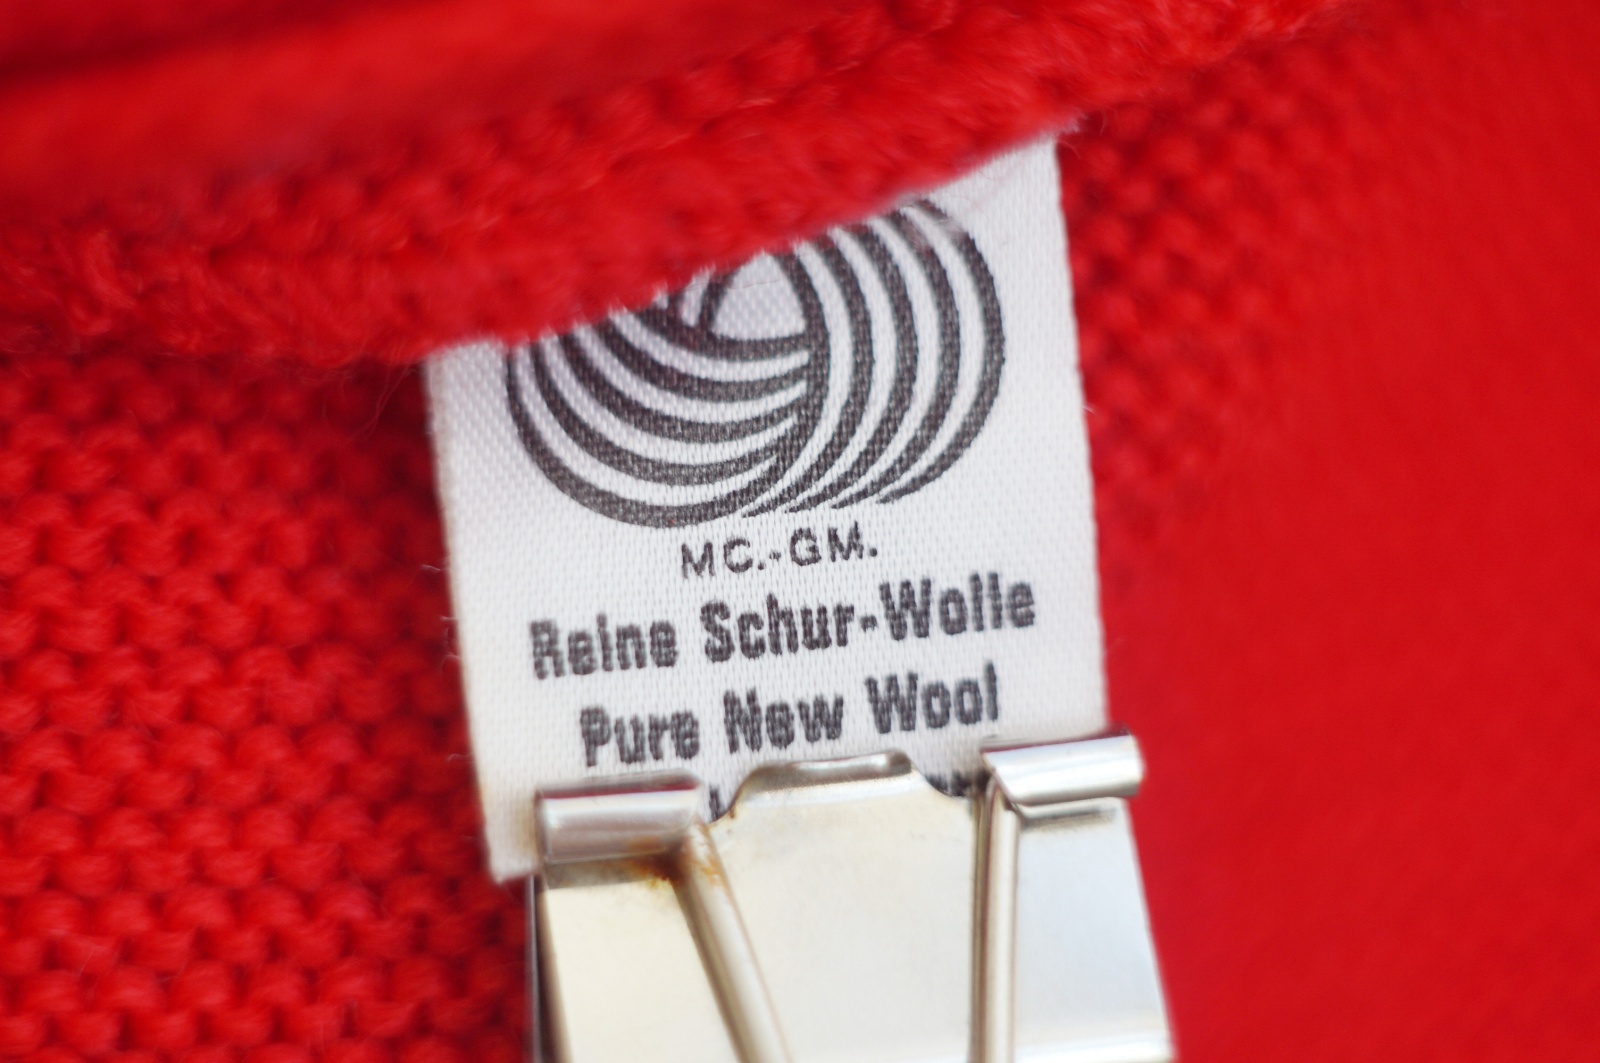 MC.-GM.
Reine Schur-Wolle
Pure New Wool